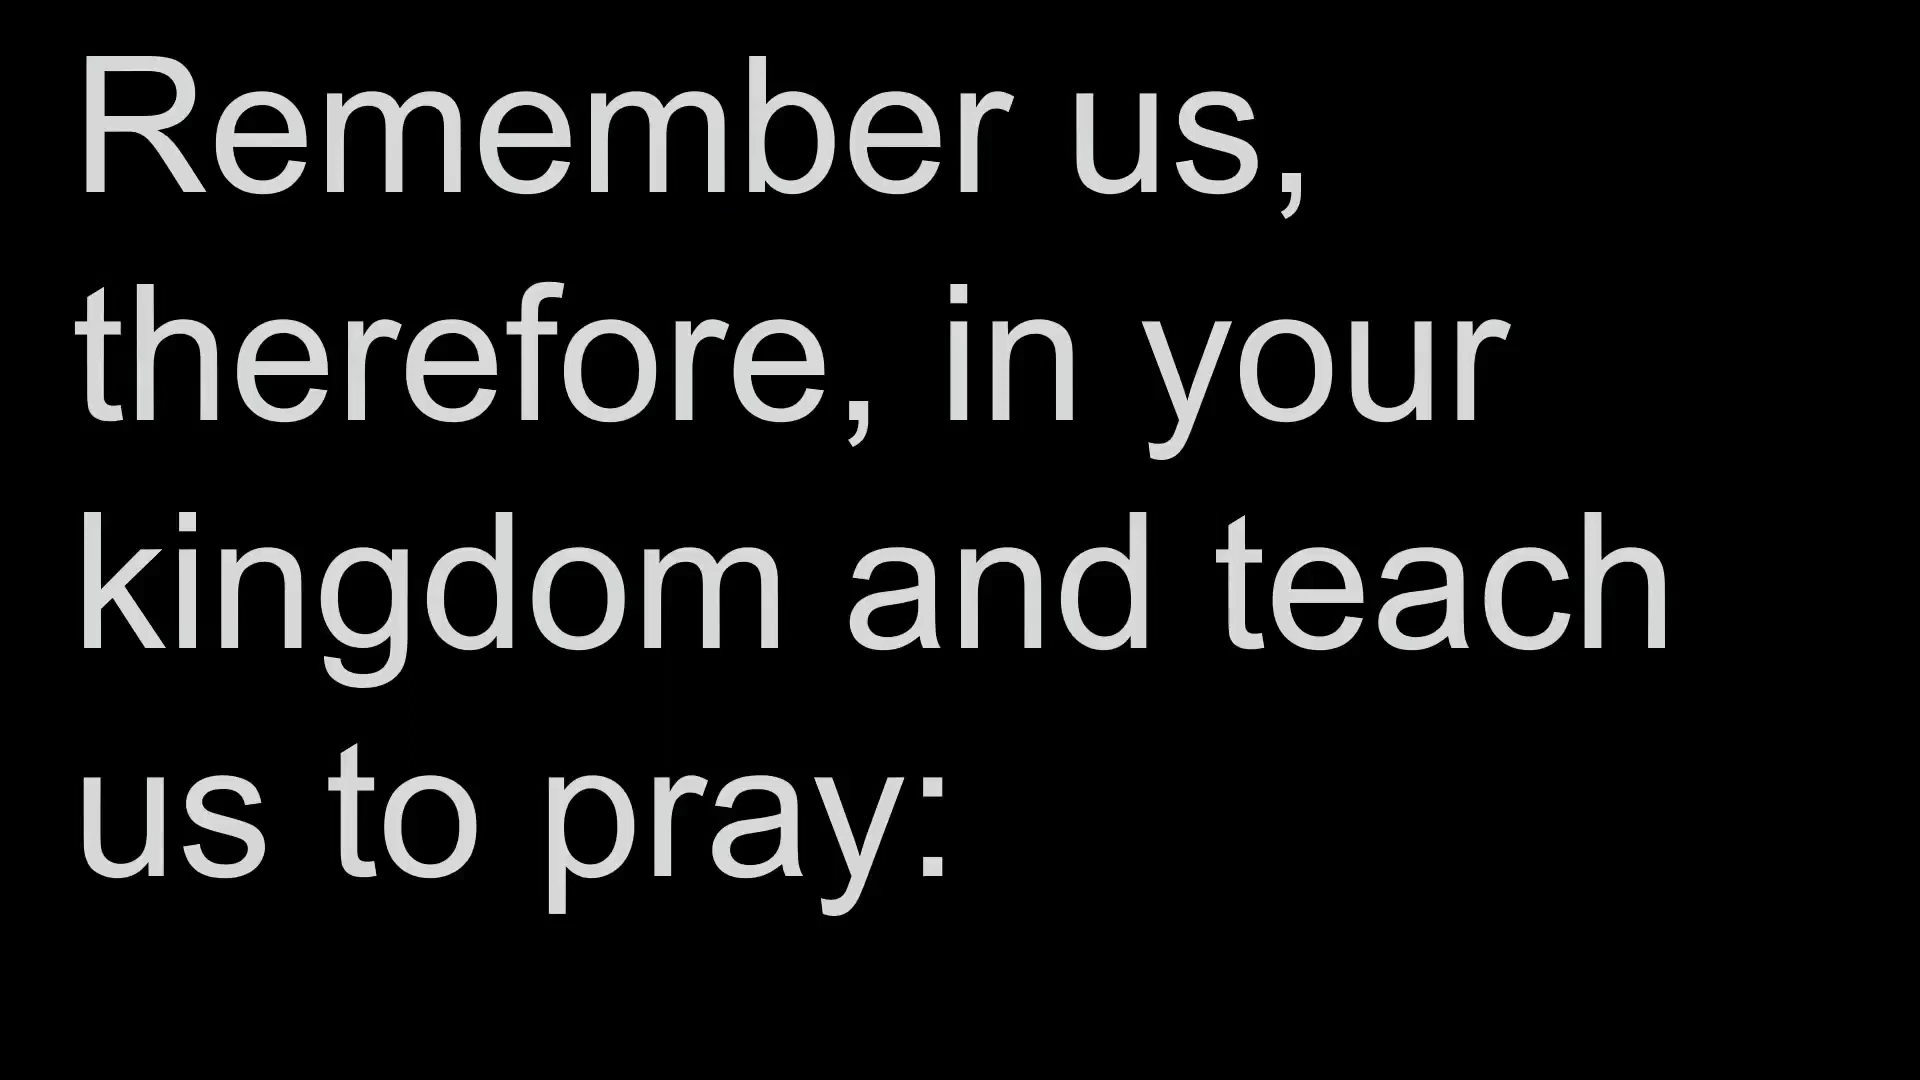 Remember us,
therefore, in your
kingdom and teach
us to pray: